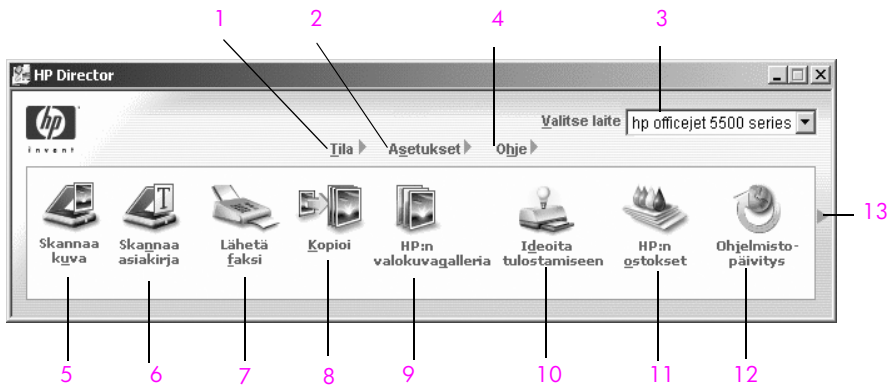 1 2 4 3
HP Director
hp
invent
Valitse laite hp officejet 5500 series
Tila Asetukset Ohje
Skannaa kuva
Skannaa asiakirja
Lähetä faksi
Kopioi
HP:n valokuvagalleria
Ideoita tulostamiseen
HP:n ostokset
Ohjelmisto-
päivitys
13
5 6 7 8 9 10 11 12